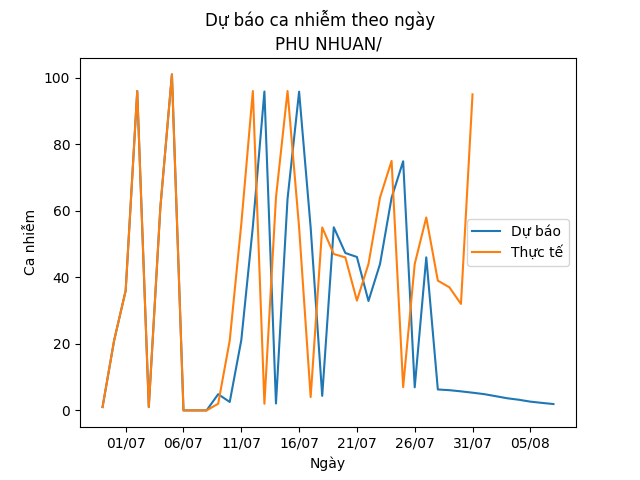 Dự báo ca nhiễm theo ngày
PHU NHUAN/
Ca nhiễm
100
80
60
40
20
0
Dự báo
Thực tế
01/07 06/07 11/07 16/07 21/07 26/07 31/07 05/08
Ngày